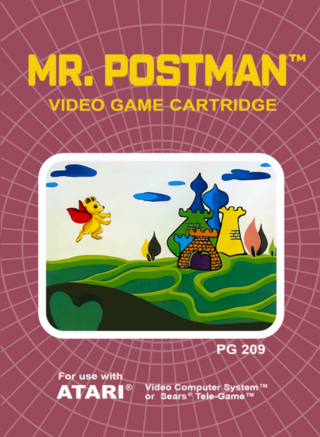 MR. POSTMAN™
VIDEO GAME CARTRIDGE
PG 209
For use with
ATARI® Video Computer System™
or Sears® Tele-Game™